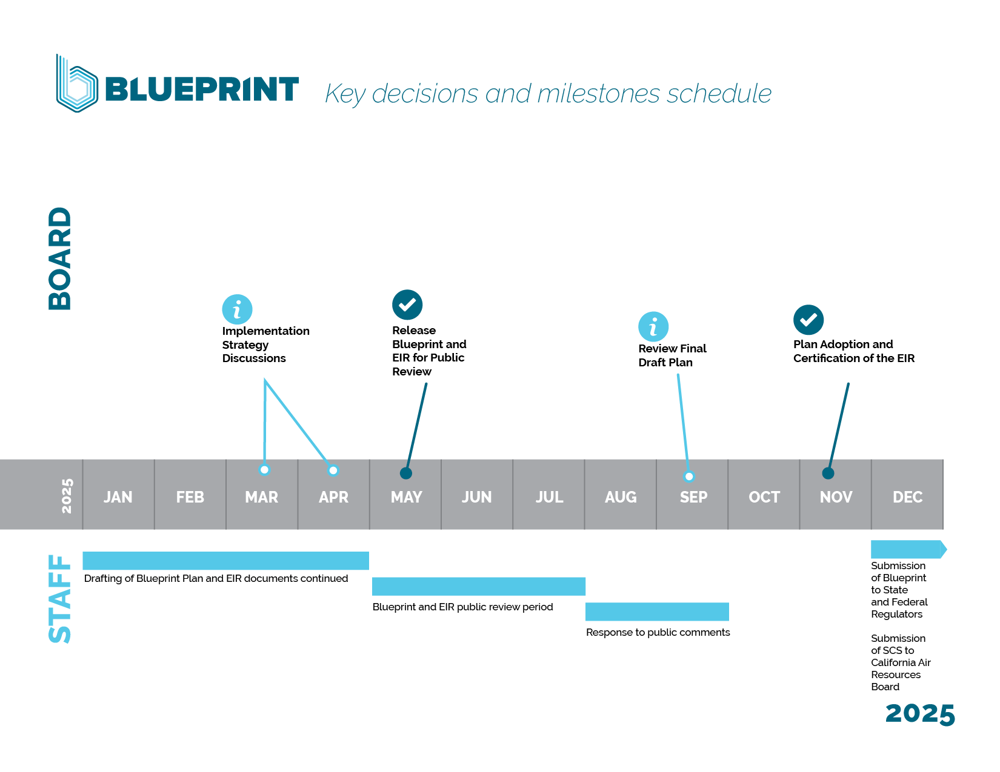 BLUEPRINT
Key decisions and milestones schedule
BOARD
Implementation
Strategy
Discussions
Release
Blueprint and
EIR for Public
Review
Review Final
Draft Plan
Plan Adoption and
Certification of the EIR
2025
JAN
FEB
MAR
APR
MAY
JUN
JUL
AUG
SEP
OCT
NOV
DEC
STAFF
Drafting of Blueprint Plan and EIR documents continued
Blueprint and EIR public review period
Response to public comments
Submission
of Blueprint
to State
and Federal
Regulators
Submission
of SCS to
California Air
Resources
Board
2025